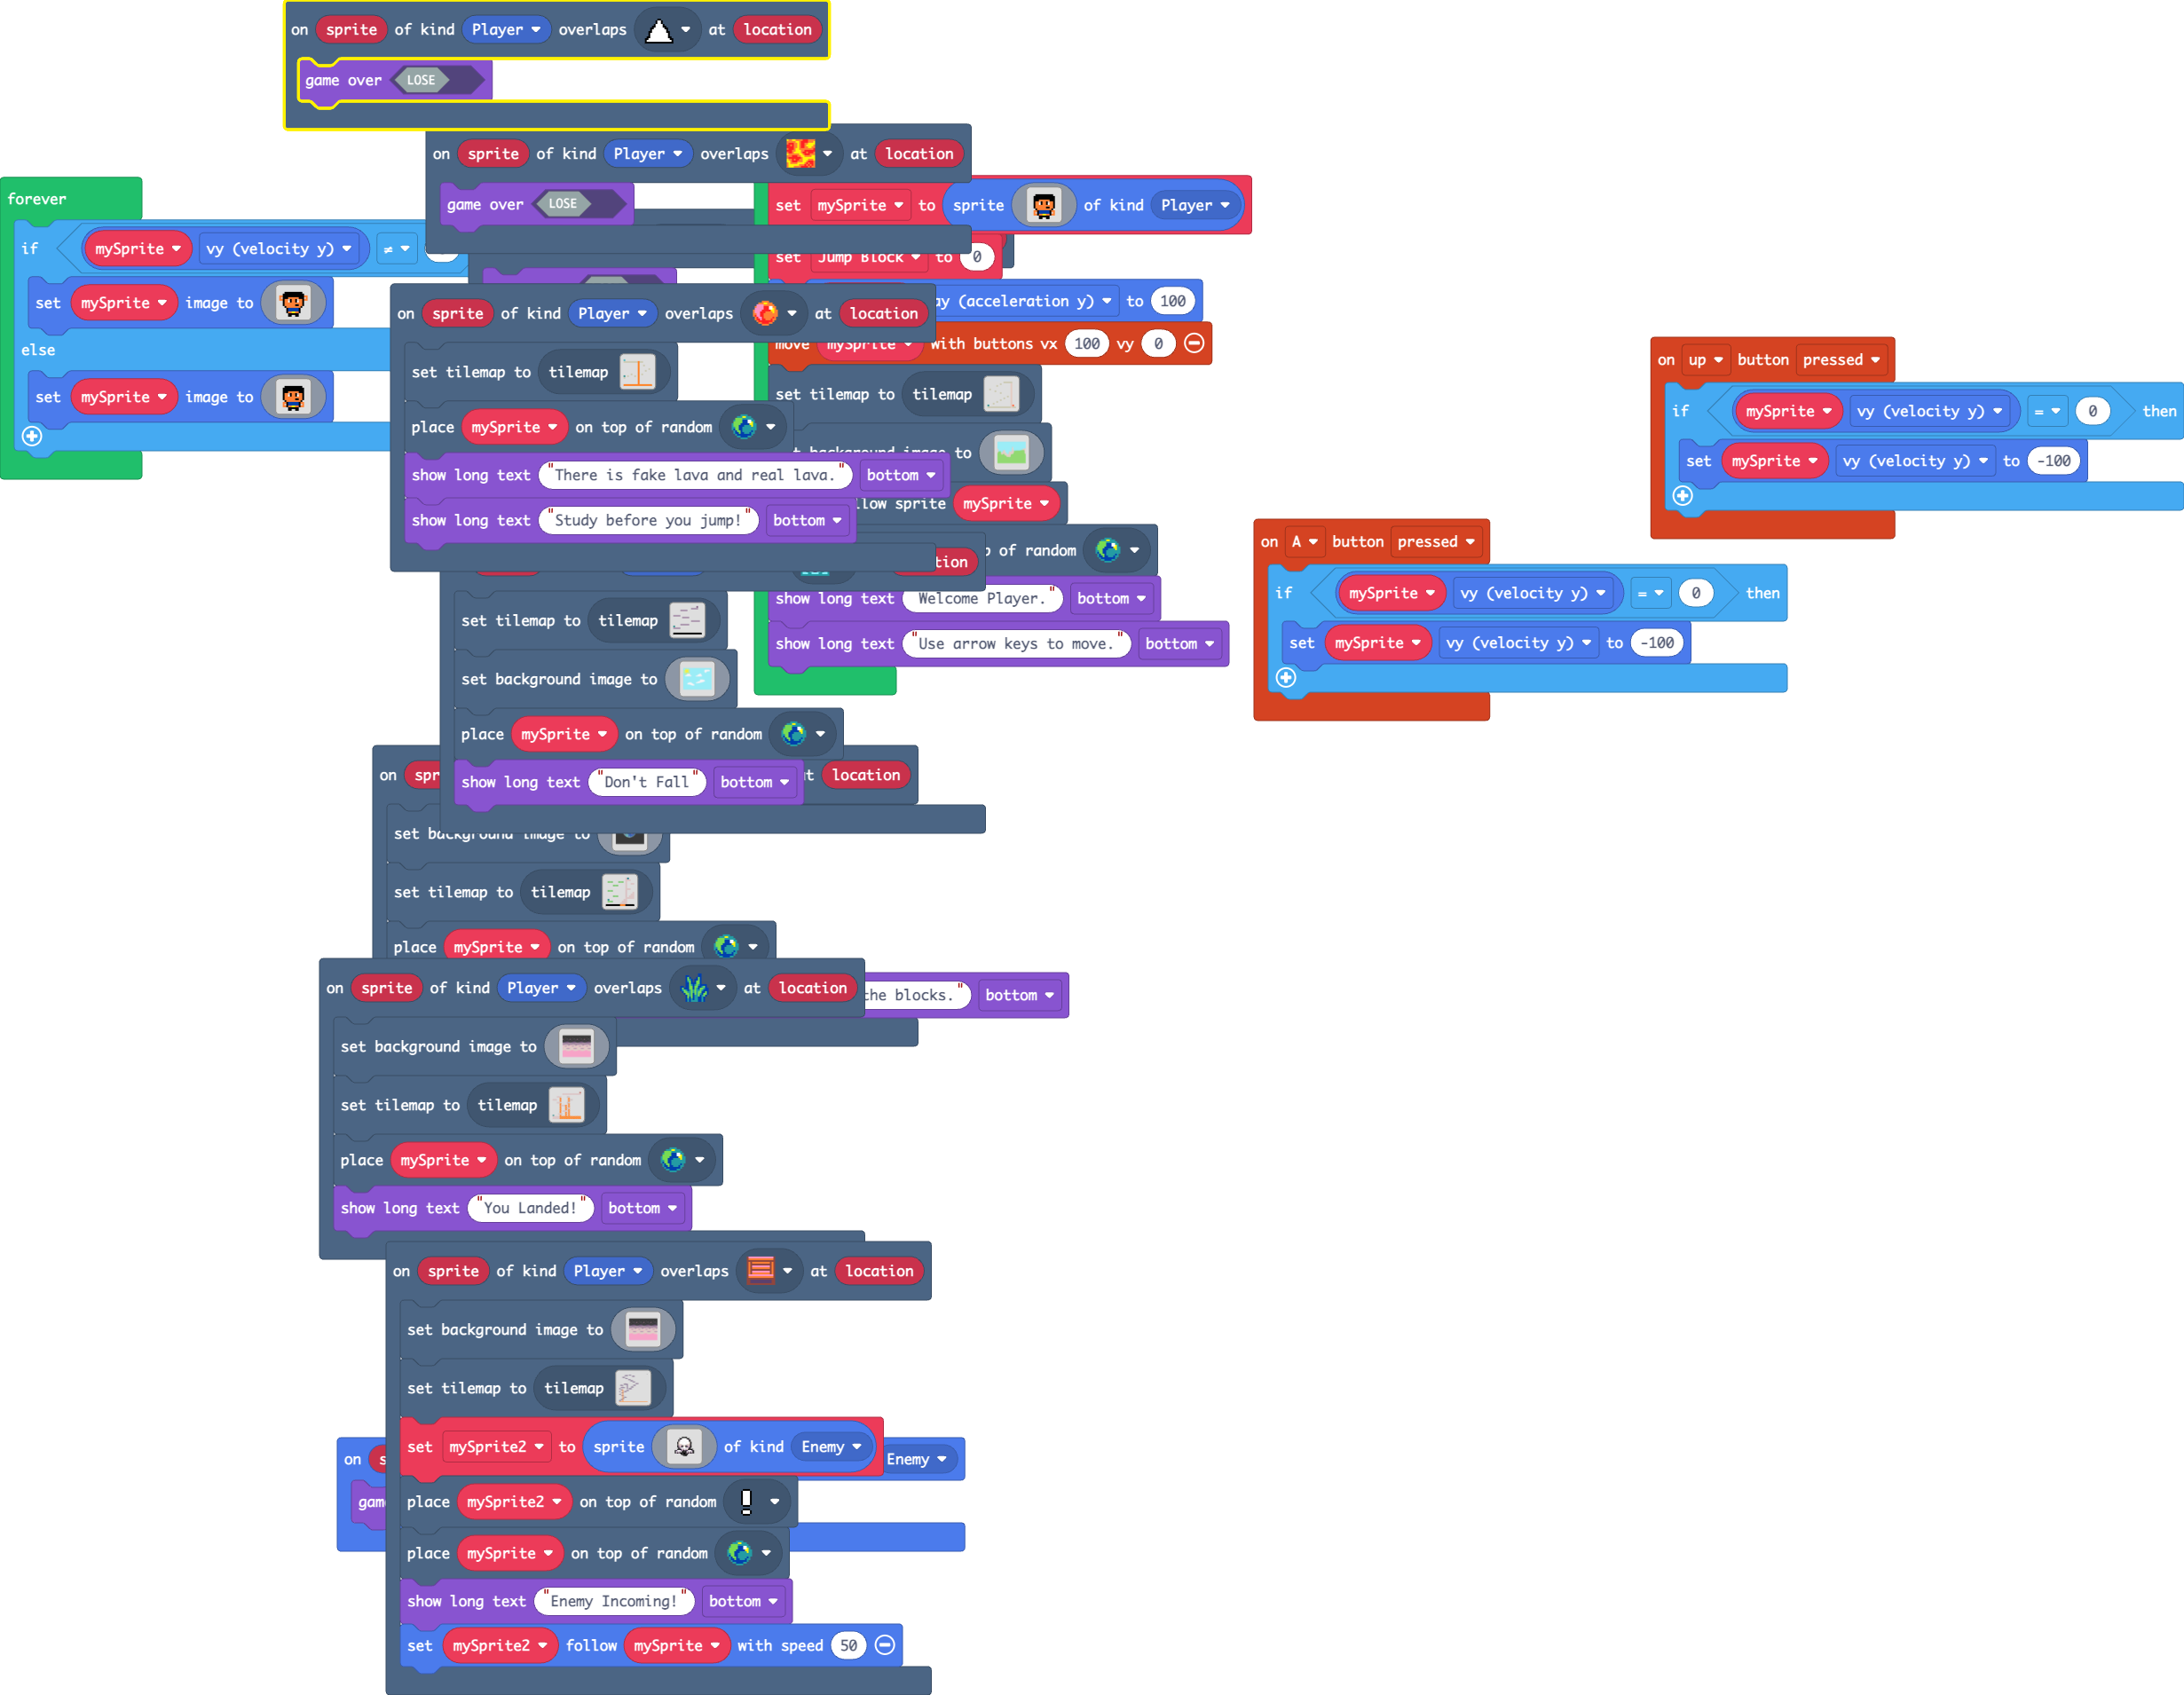 on sprite of kind Player overlaps at location
game over LOSE
on sprite of kind Player overlaps at location
game over LOSE
forever
if mySprite vy (velocity y) ≠
set mySprite image to
else
set mySprite image to
set mySprite to sprite of kind Player
set Jump Block to 0
ay (acceleration y) to 100
move mySprite with buttons vx 100 vy 0
set tilemap to tilemap
background image to
llow sprite mySprite
p of random
show long text "Welcome Player." bottom
show long text "Use arrow keys to move." bottom
on sprite of kind Player overlaps at location
set tilemap to tilemap
place mySprite on top of random
show long text "There is fake lava and real lava." bottom
show long text "Study before you jump!" bottom
tion
set tilemap to tilemap
set background image to
place mySprite on top of random
show long text "Don't Fall" bottom
on up button pressed
if mySprite vy (velocity y) = 0 then
set mySprite vy (velocity y) to -100
on A button pressed
if mySprite vy (velocity y) = 0 then
set mySprite vy (velocity y) to -100
on spr at location
set background image to
set tilemap to tilemap
place mySprite on top of random
the blocks." bottom
on sprite of kind Player overlaps at location
set background image to
set tilemap to tilemap
place mySprite on top of random
show long text "You Landed!" bottom
on sprite of kind Player overlaps at location
set background image to
set tilemap to tilemap
set mySprite2 to sprite of kind Enemy
place mySprite2 on top of random !
place mySprite on top of random
show long text "Enemy Incoming!" bottom
set mySprite2 follow mySprite with speed 50
on s Enemy
gam